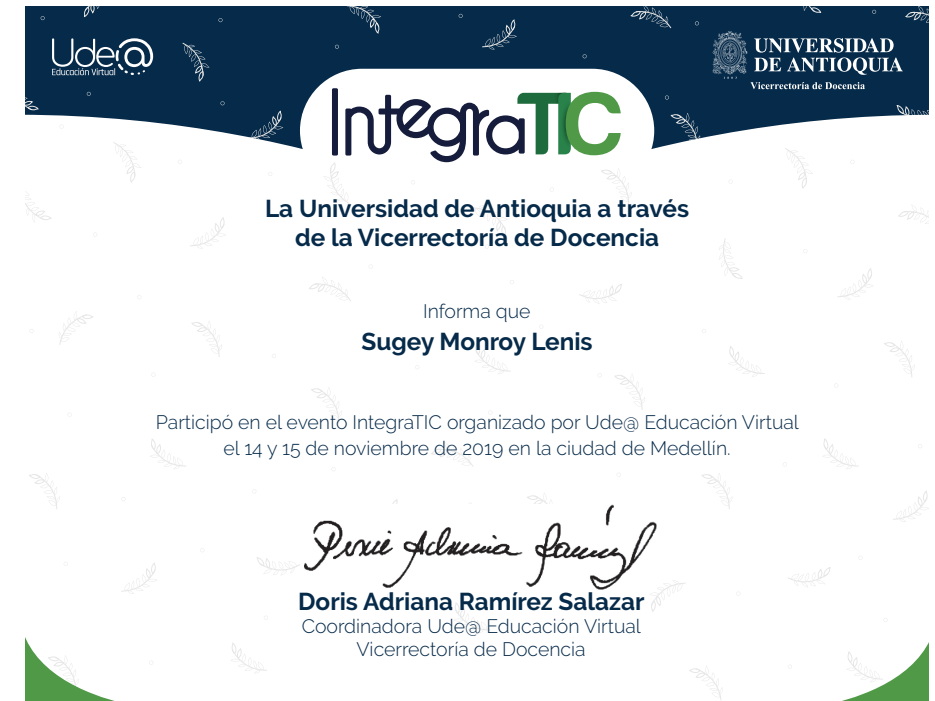 Ude@
Educación Virtual
UNIVERSIDAD
DE ANTIOQUIA
1803
Vicerrectoría de Docencia
IntegraTIC
La Universidad de Antioquia a través
de la Vicerrectoría de Docencia
Informa que
Sugey Monroy Lenis
Participó en el evento IntegraTIC organizado por Ude@ Educación Virtual
el 14 y 15 de noviembre de 2019 en la ciudad de Medellín.
Doris Adriana Ramírez Salazar
Coordinadora Ude@ Educación Virtual
Vicerrectoría de Docencia